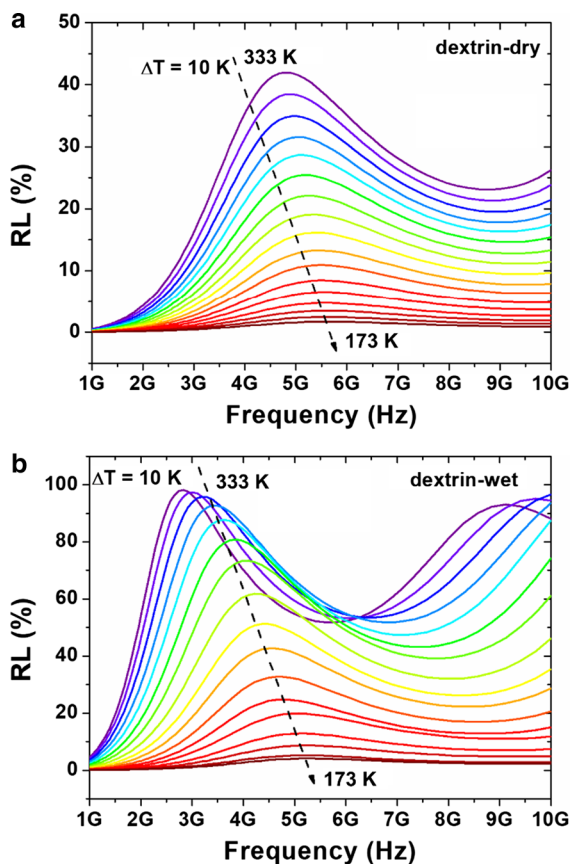 a
dextrin-dry
333 K
ΔT = 10 K
50
40
30
20
10
0
RL (%)
173 K
1G 2G 3G 4G 5G 6G 7G 8G 9G 10G
Frequency (Hz)
b
dextrin-wet
ΔT = 10 K
333 K
100
80
60
40
20
0
RL (%)
173 K
1G 2G 3G 4G 5G 6G 7G 8G 9G 10G
Frequency (Hz)